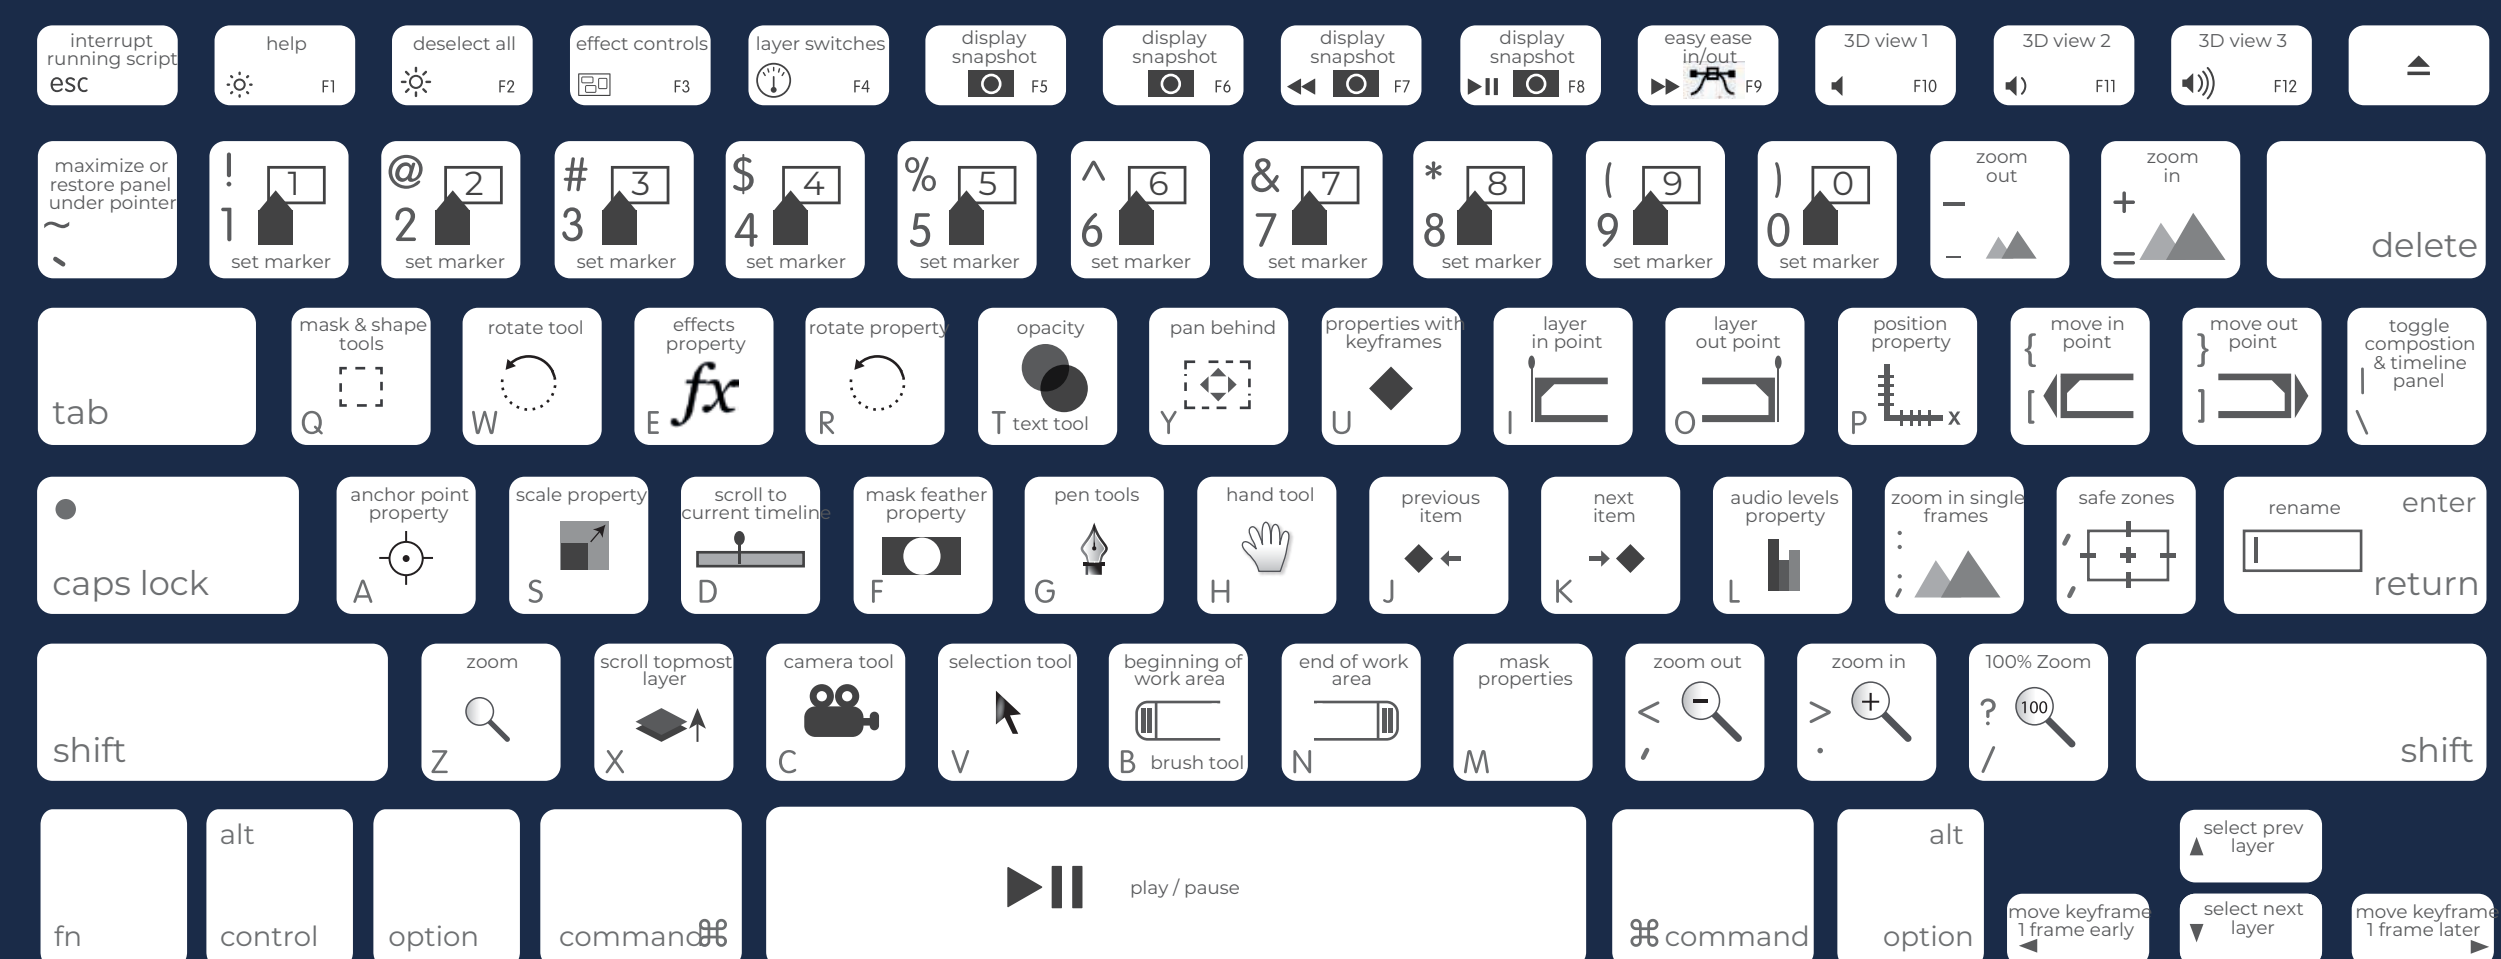 interrupt
running script
esc
help
F1
deselect all
F2
effect controls
F3
layer switches
F4
display
snapshot
F5
display
snapshot
F6
display
snapshot
F7
display
snapshot
F8
easy ease
in/out
F9
3D view 1
F10
3D view 2
F11
3D view 3
F12
maximize or
restore panel
under pointer
~
`
!
1
1
set marker
@
2
2
set marker
#
3
3
set marker
$
4
4
set marker
%
5
5
set marker
^
6
6
set marker
&
7
7
set marker
*
8
8
set marker
(
9
9
set marker
)
0
0
set marker
zoom
out
–
–
zoom
in
+
=
delete
tab
mask & shape
tools
Q
rotate tool
W
effects
property
fx
E
rotate property
R
opacity
T text tool
pan behind
Y
properties with
keyframes
U
layer
in point
I
layer
out point
O
position
property
P
x
move in
point
{
[
move out
point
}
]
toggle
compostion
& timeline
panel
|
\
caps lock
anchor point
property
A
scale property
S
scroll to
current timeline
D
mask feather
property
F
pen tools
G
hand tool
H
previous
item
J
next
item
K
audio levels
property
L
zoom in single
frames
:
;
safe zones
'
,
rename
enter
return
shift
zoom
Z
scroll topmost
layer
X
camera tool
C
selection tool
V
beginning of
work area
B brush tool
end of work
area
N
mask
properties
M
zoom out
<
,
zoom in
>
.
100% Zoom
?
100
/
shift
fn
alt
control
option
command ⌘
play / pause
⌘ command
alt
option
select prev
layer
move keyframe
1 frame early
select next
layer
move keyframe
1 frame later